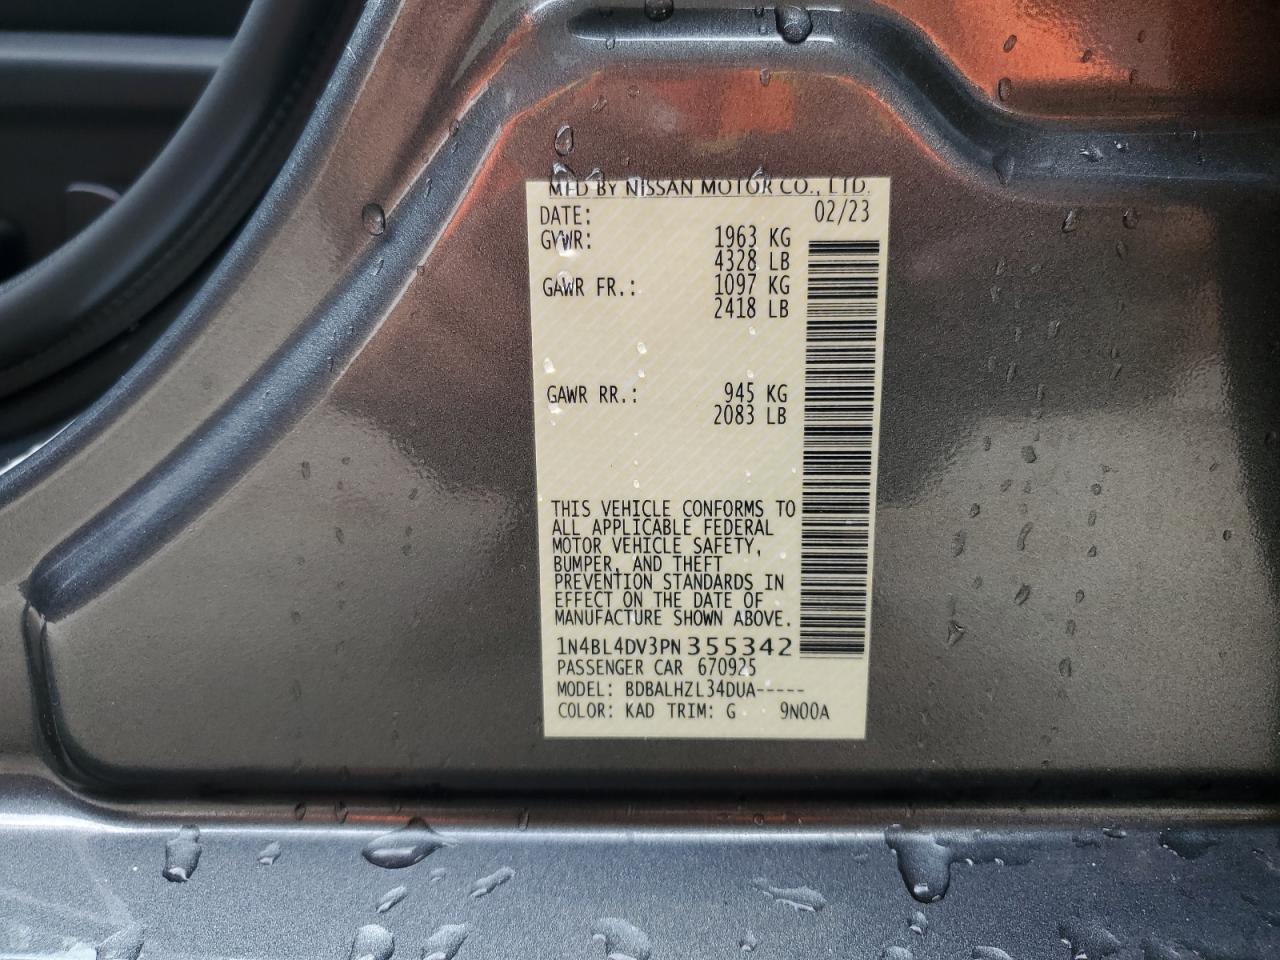 MFD BY NISSAN MOTOR CO., LTD.
DATE: 02/23
GVWR: 1963 KG
4328 LB
GAWR FR.: 1097 KG
2418 LB
GAWR RR.: 945 KG
2083 LB
THIS VEHICLE CONFORMS TO
ALL APPLICABLE FEDERAL
MOTOR VEHICLE SAFETY,
BUMPER, AND THEFT
PREVENTION STANDARDS IN
EFFECT ON THE DATE OF
MANUFACTURE SHOWN ABOVE.
1N4BL4DV3PN355342
PASSENGER CAR 670925
MODEL: BDBALHZL34DUA-----
COLOR: KAD TRIM: G 9N00A